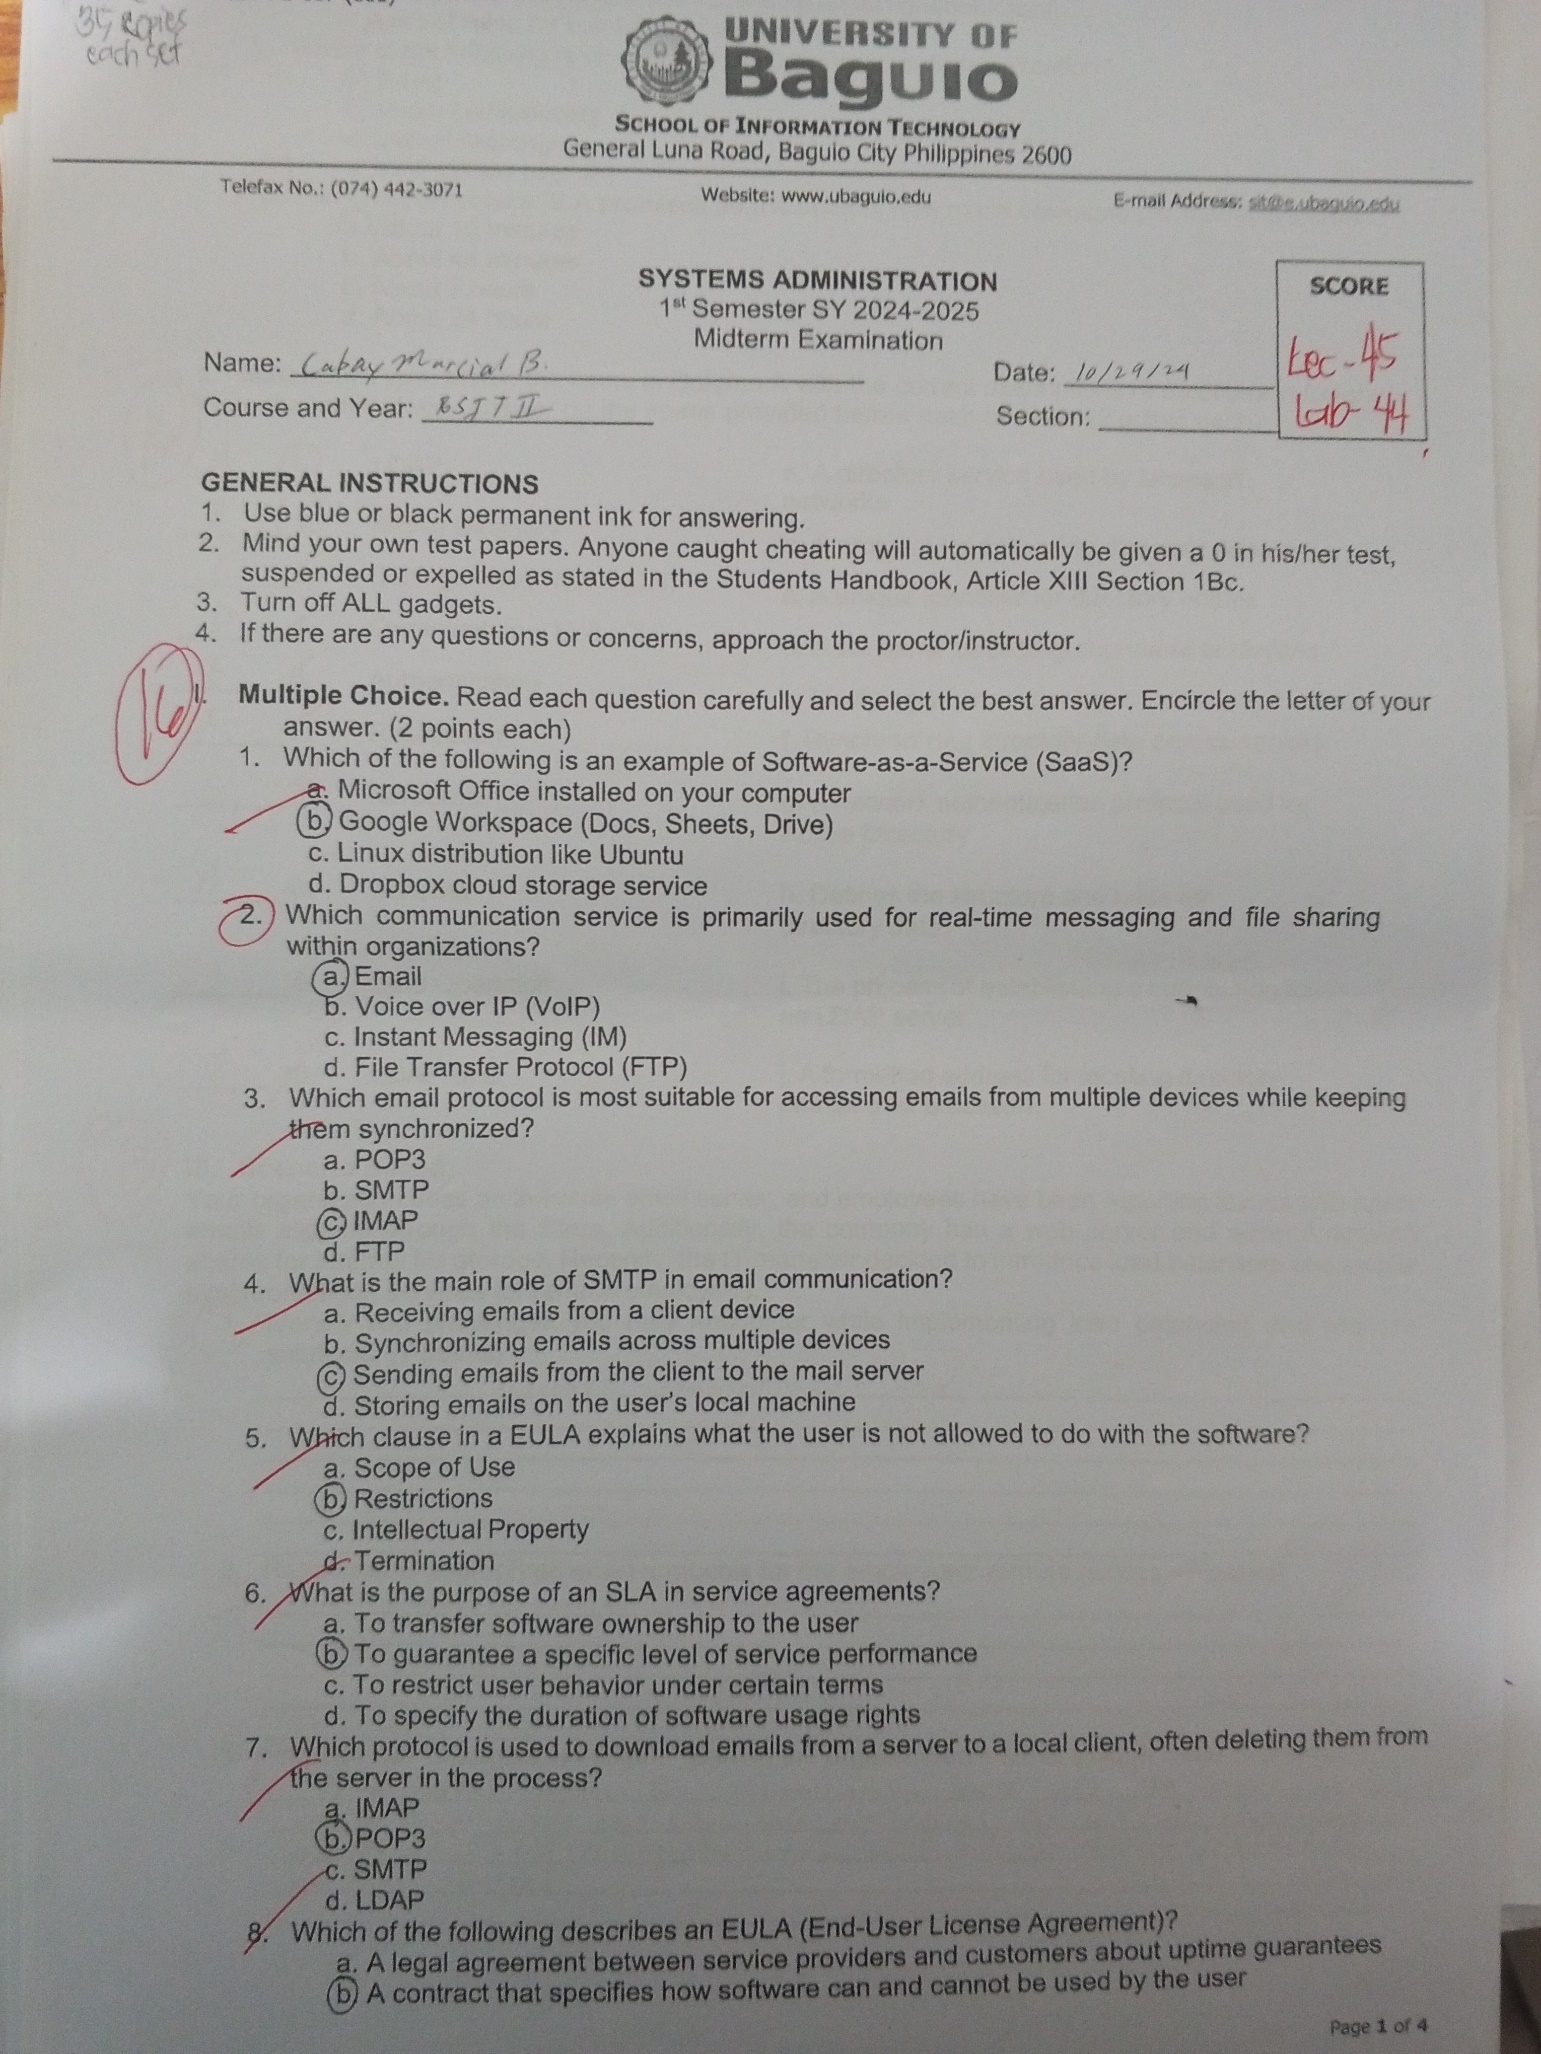 35 copies
each set
UNIVERSITY OF
Baguio
SCHOOL OF INFORMATION TECHNOLOGY
General Luna Road, Baguio City Philippines 2600
Telefax No.: (074) 442-3071 Website: www.ubaguio.edu E-mail Address: sit@e.ubaguio.edu
SYSTEMS ADMINISTRATION
1st Semester SY 2024-2025
Midterm Examination
SCORE
Lec-45
Lab-44
Name: Cabay Marcial B. Date: 10/29/24
Course and Year: BSIT II Section:
GENERAL INSTRUCTIONS
1. Use blue or black permanent ink for answering.
2. Mind your own test papers. Anyone caught cheating will automatically be given a 0 in his/her test,
suspended or expelled as stated in the Students Handbook, Article XIII Section 1Bc.
3. Turn off ALL gadgets.
4. If there are any questions or concerns, approach the proctor/instructor.
16
I. Multiple Choice. Read each question carefully and select the best answer. Encircle the letter of your
answer. (2 points each)
1. Which of the following is an example of Software-as-a-Service (SaaS)?
a. Microsoft Office installed on your computer
b. Google Workspace (Docs, Sheets, Drive)
c. Linux distribution like Ubuntu
d. Dropbox cloud storage service
2. Which communication service is primarily used for real-time messaging and file sharing
within organizations?
a. Email
b. Voice over IP (VoIP)
c. Instant Messaging (IM)
d. File Transfer Protocol (FTP)
3. Which email protocol is most suitable for accessing emails from multiple devices while keeping
them synchronized?
a. POP3
b. SMTP
c. IMAP
d. FTP
4. What is the main role of SMTP in email communication?
a. Receiving emails from a client device
b. Synchronizing emails across multiple devices
c. Sending emails from the client to the mail server
d. Storing emails on the user's local machine
5. Which clause in a EULA explains what the user is not allowed to do with the software?
a. Scope of Use
b. Restrictions
c. Intellectual Property
d. Termination
6. What is the purpose of an SLA in service agreements?
a. To transfer software ownership to the user
b. To guarantee a specific level of service performance
c. To restrict user behavior under certain terms
d. To specify the duration of software usage rights
7. Which protocol is used to download emails from a server to a local client, often deleting them from
the server in the process?
a. IMAP
b. POP3
c. SMTP
d. LDAP
8. Which of the following describes an EULA (End-User License Agreement)?
a. A legal agreement between service providers and customers about uptime guarantees
b. A contract that specifies how software can and cannot be used by the user
Page 1 of 4